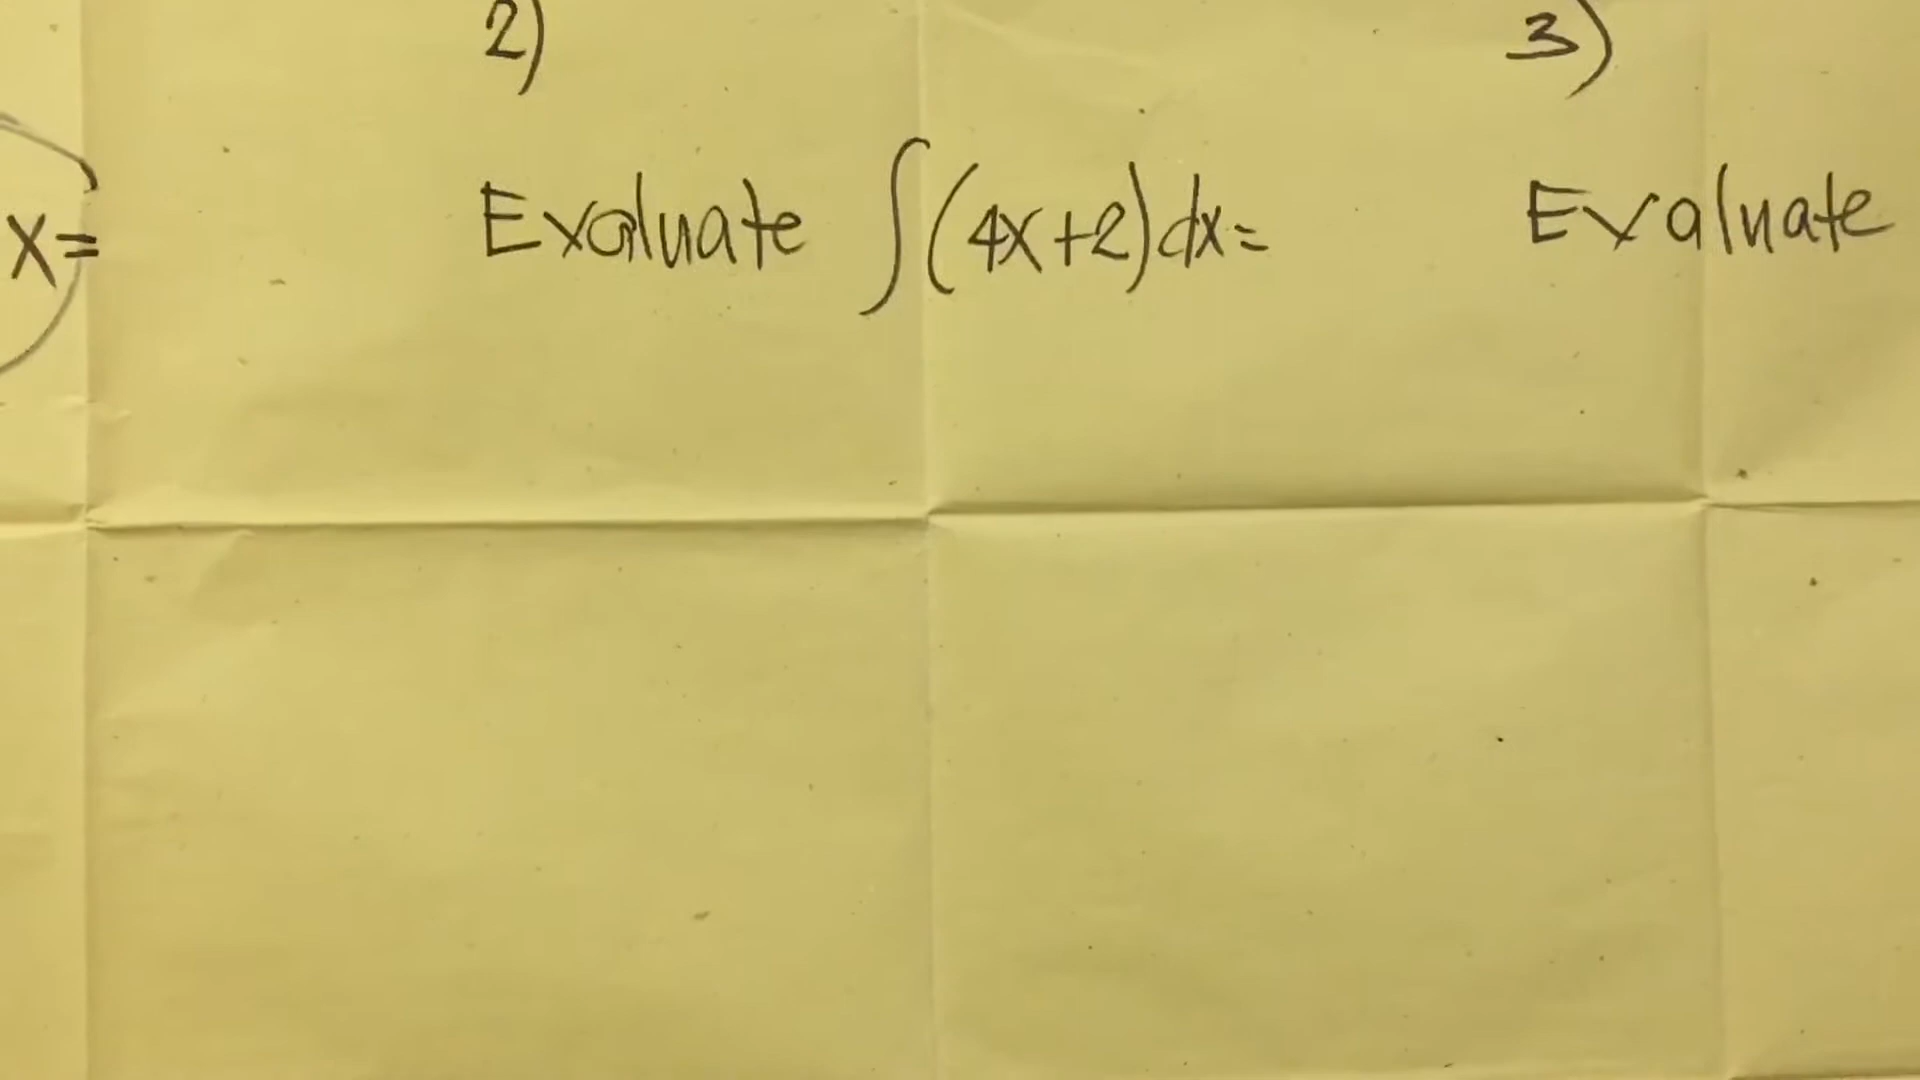 2)
3)
x=
Evaluate ∫(4x+2)dx=
Evaluate